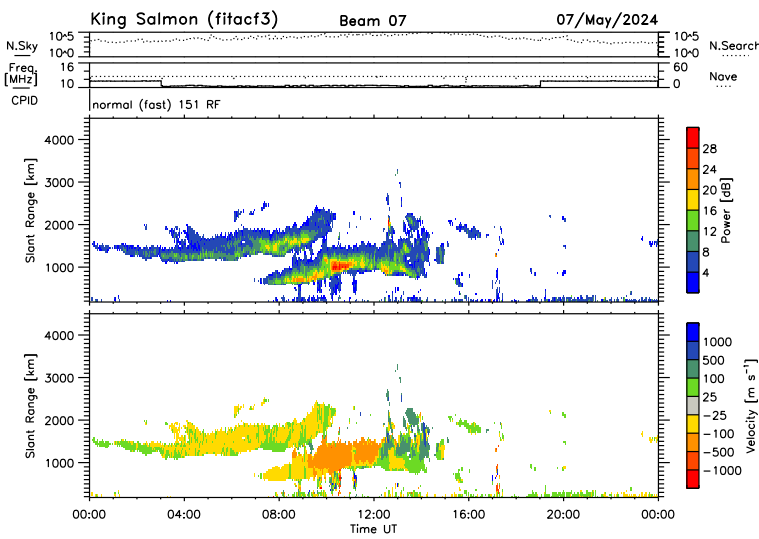 King Salmon (fitacf3) Beam 07 07/May/2024
N.Sky 10^5 10^0 10^5 10^0 N.Search
Freq. [MHz] 16 10 60 0 Nave
CPID normal (fast) 151 RF
Slant Range [km]
4000
3000
2000
1000
28
24
20
16
12
8
4
Power [dB]
Slant Range [km]
4000
3000
2000
1000
1000
500
100
25
-25
-100
-500
-1000
Velocity [m s⁻¹]
00:00 04:00 08:00 12:00 16:00 20:00 00:00
Time UT